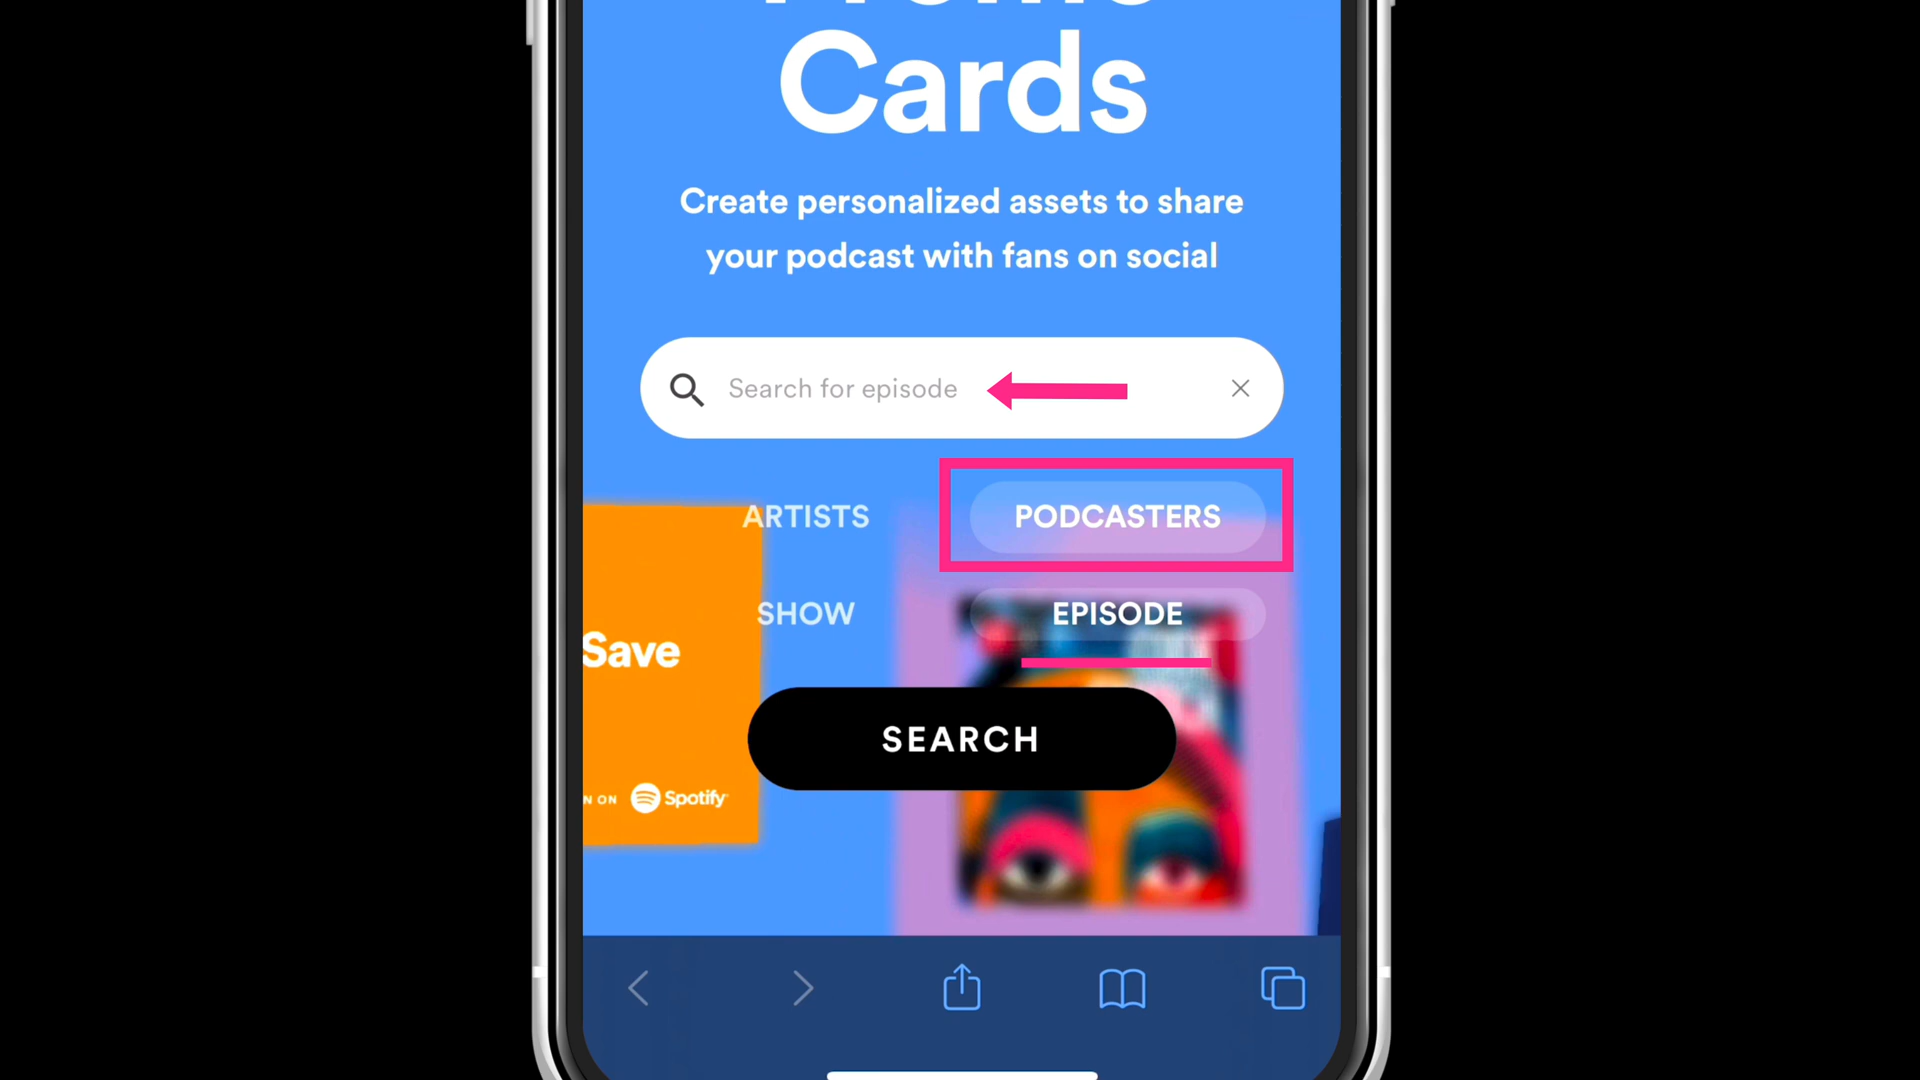 Cards
Create personalized assets to share
your podcast with fans on social
Search for episode
ARTISTS
PODCASTERS
SHOW
EPISODE
Save
SEARCH
N ON
Spotify